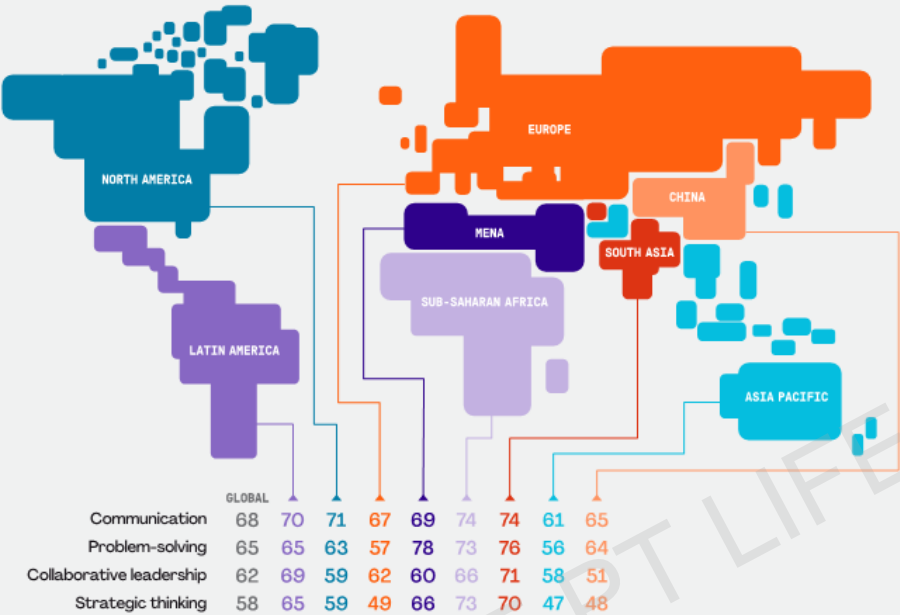 EUROPE
NORTH AMERICA
CHINA
MENA
SOUTH ASIA
SUB-SAHARAN AFRICA
LATIN AMERICA
ASIA PACIFIC
GLOBAL
Communication 68 70 71 67 69 74 74 61 65
Problem-solving 65 65 63 57 78 73 76 56 64
Collaborative leadership 62 69 59 62 60 66 71 58 51
Strategic thinking 58 65 59 49 66 73 70 47 48
PT LIFE